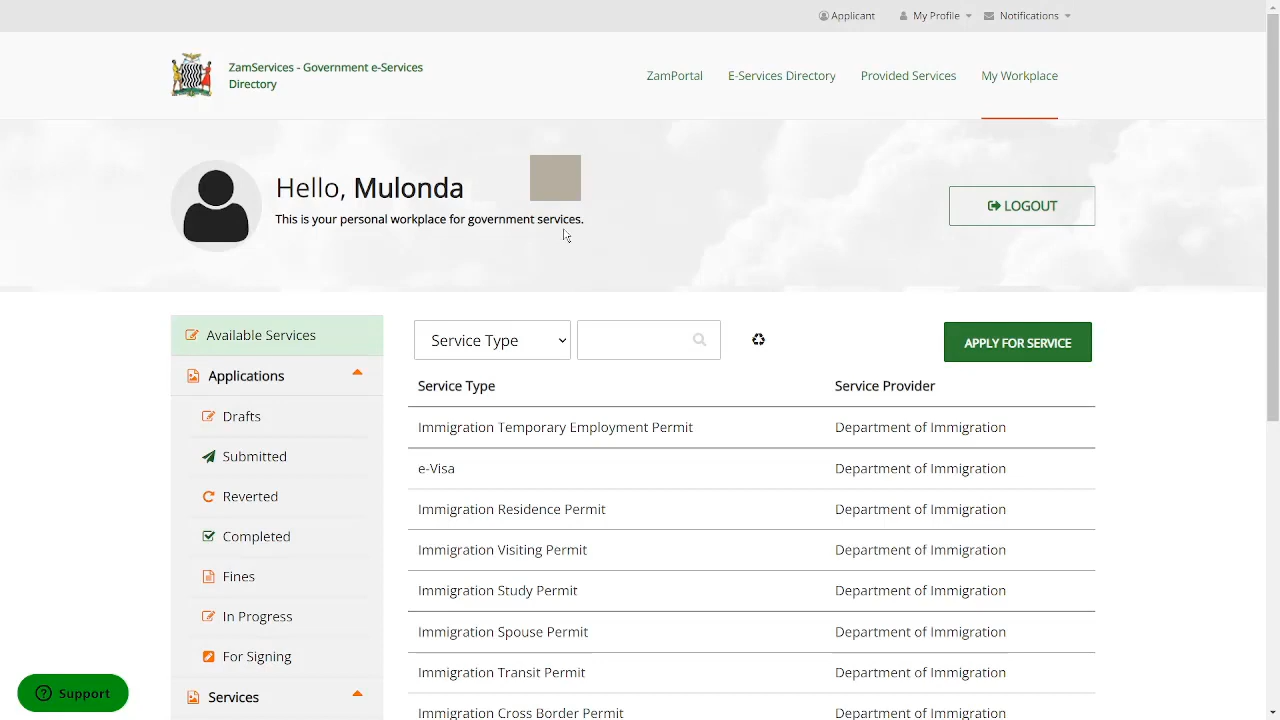 Applicant My Profile Notifications
ZamServices - Government e-Services
Directory
ZamPortal E-Services Directory Provided Services My Workplace
Hello, Mulonda
This is your personal workplace for government services.
LOGOUT
Available Services
Applications
Drafts
Submitted
Reverted
Completed
Fines
In Progress
For Signing
Services
Service Type
APPLY FOR SERVICE
Service Type Service Provider
Immigration Temporary Employment Permit Department of Immigration
e-Visa Department of Immigration
Immigration Residence Permit Department of Immigration
Immigration Visiting Permit Department of Immigration
Immigration Study Permit Department of Immigration
Immigration Spouse Permit Department of Immigration
Immigration Transit Permit Department of Immigration
Immigration Cross Border Permit Department of Immigration
Support